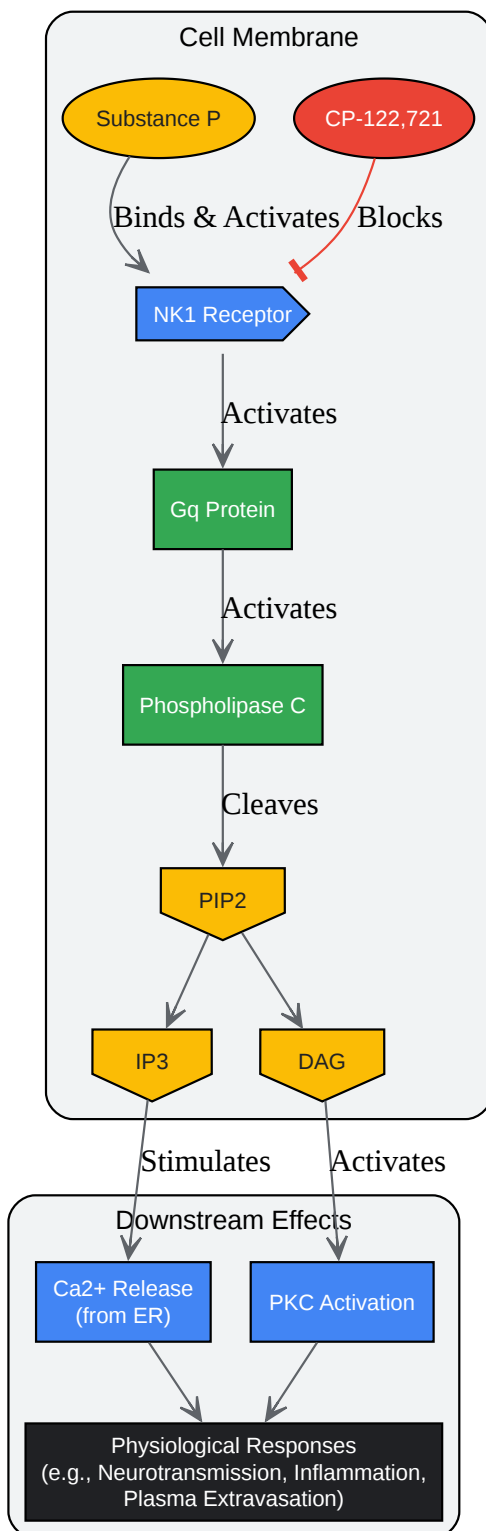 Cell Membrane
Substance P
CP-122,721
Binds & Activates
Blocks
NK1 Receptor
Activates
Gq Protein
Activates
Phospholipase C
Cleaves
PIP2
IP3
DAG
Stimulates
Activates
Downstream Effects
Ca2+ Release
(from ER)
PKC Activation
Physiological Responses
(e.g., Neurotransmission, Inflammation,
Plasma Extravasation)